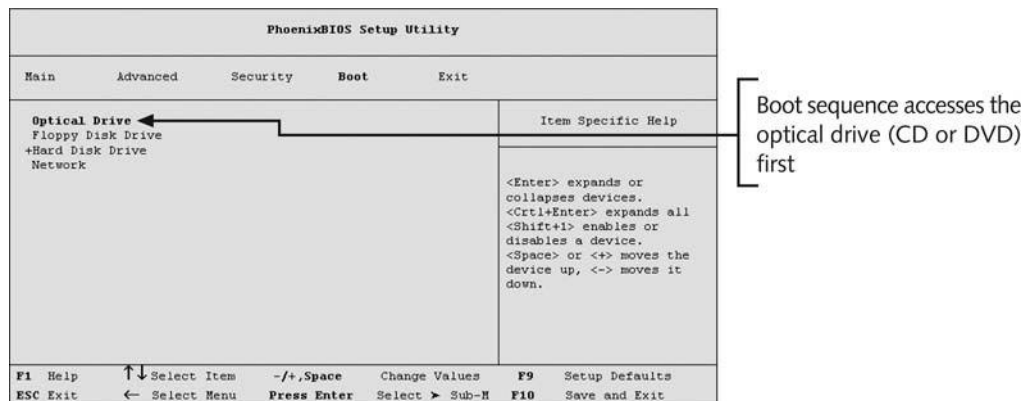 PhoenixBIOS Setup Utility
Main Advanced Security Boot Exit
Optical Drive
Floppy Disk Drive
+Hard Disk Drive
Network
Item Specific Help
<Enter> expands or
collapses devices.
<Crtl+Enter> expands all
<Shift+1> enables or
disables a device.
<Space> or <+> moves the
device up, <-> moves it
down.
F1 Help ↑↓ Select Item -/+,Space Change Values F9 Setup Defaults
ESC Exit ← Select Menu Press Enter Select ➤ Sub-M F10 Save and Exit
Boot sequence accesses the
optical drive (CD or DVD)
first